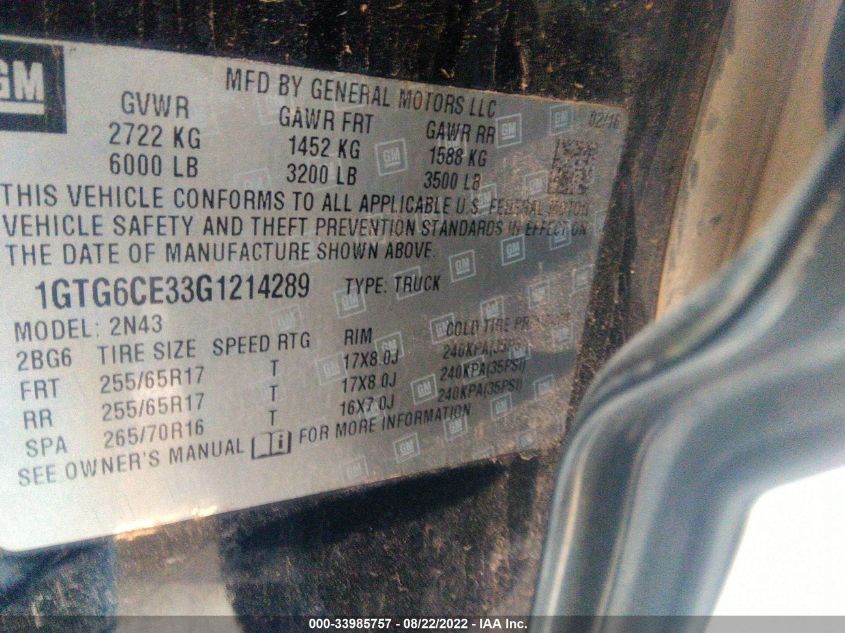 GM
MFD BY GENERAL MOTORS LLC
GVWR GAWR FRT GAWR RR 02/16
2722 KG 1452 KG 1588 KG
6000 LB 3200 LB 3500 LB
THIS VEHICLE CONFORMS TO ALL APPLICABLE U.S. FEDERAL MOTOR
VEHICLE SAFETY AND THEFT PREVENTION STANDARDS IN EFFECT ON
THE DATE OF MANUFACTURE SHOWN ABOVE.
1GTG6CE33G1214289 TYPE: TRUCK
MODEL: 2N43
2BG6 TIRE SIZE SPEED RTG RIM COLD TIRE
FRT 255/65R17 T 17X8.0J 240KPA(35PSI)
RR 255/65R17 T 17X8.0J 240KPA(35PSI)
SPA 265/70R16 T 16X7.0J 240KPA(35PSI)
SEE OWNER'S MANUAL FOR MORE INFORMATION
000-33985757 - 08/22/2022 - IAA Inc.